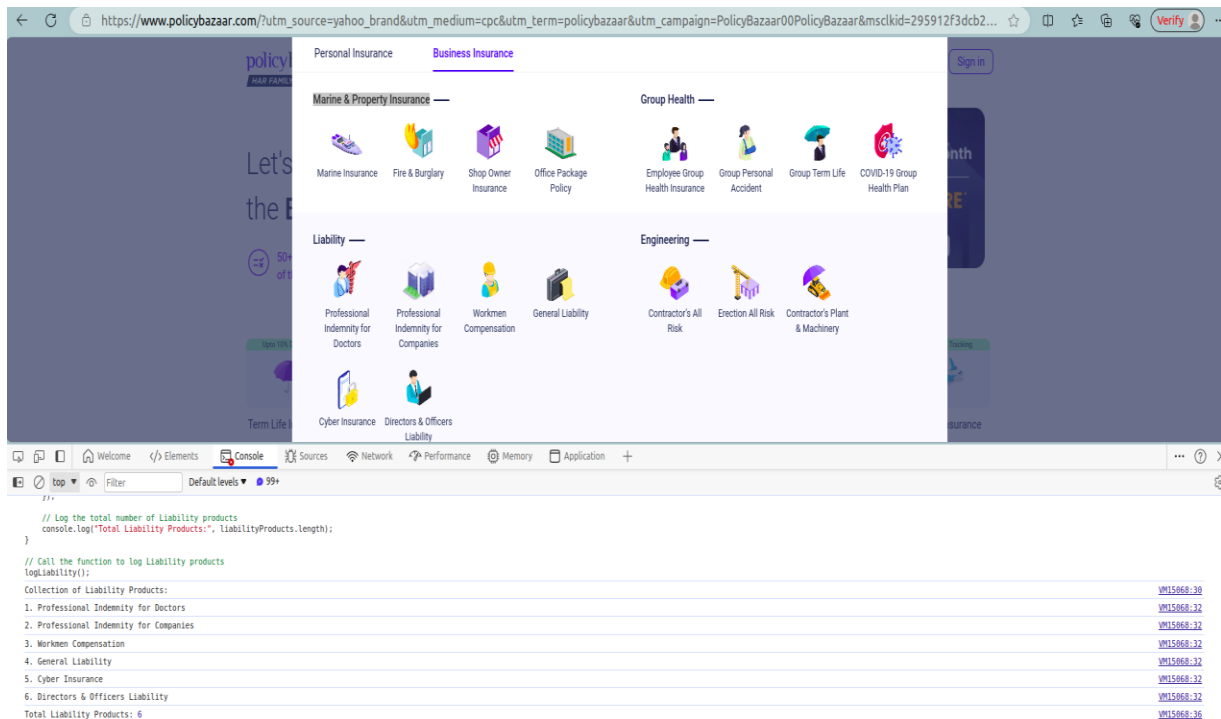 https://www.policybazaar.com/?utm_source=yahoo_brand&utm_medium=cpc&utm_term=policybazaar&utm_campaign=PolicyBazaar00PolicyBazaar&msclkid=295912f3dcb2...
Verify
policy
HAR FAMIL
Personal Insurance
Business Insurance
Sign in
Marine & Property Insurance
Marine Insurance
Fire & Burglary
Shop Owner
Insurance
Office Package
Policy
Group Health
Employee Group
Health Insurance
Group Personal
Accident
Group Term Life
COVID-19 Group
Health Plan
Let's
the
nth
RE
50+
of t
Liability
Professional
Indemnity for
Doctors
Professional
Indemnity for
Companies
Workmen
Compensation
General Liability
Cyber Insurance
Directors & Officers
Liability
Engineering
Contractor's All
Risk
Erection All Risk
Contractor's Plant
& Machinery
Upto 10%
Tracking
Term Life I
surance
Welcome
</> Elements
Console
Sources
Network
Performance
Memory
Application
top
Filter
Default levels
99+
});
// Log the total number of Liability products
console.log("Total Liability Products:", liabilityProducts.length);
}
// Call the function to log Liability products
logLiability();
Collection of Liability Products: VM15068:30
1. Professional Indemnity for Doctors VM15068:32
2. Professional Indemnity for Companies VM15068:32
3. Workmen Compensation VM15068:32
4. General Liability VM15068:32
5. Cyber Insurance VM15068:32
6. Directors & Officers Liability VM15068:32
Total Liability Products: 6 VM15068:36